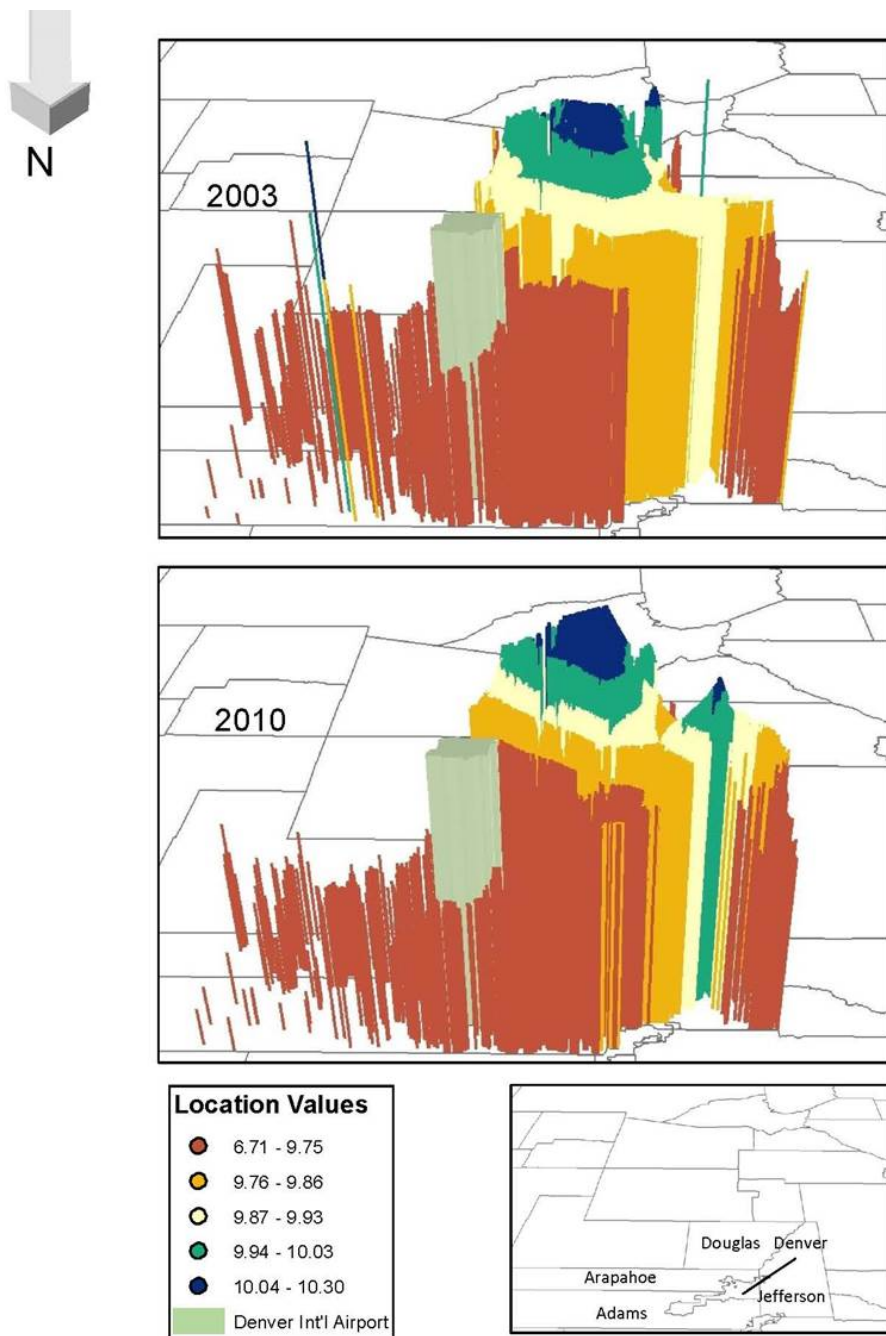 N
2003
2010
Location Values
6.71 - 9.75
9.76 - 9.86
9.87 - 9.93
9.94 - 10.03
10.04 - 10.30
Denver Int'l Airport
Douglas Denver
Arapahoe
Jefferson
Adams